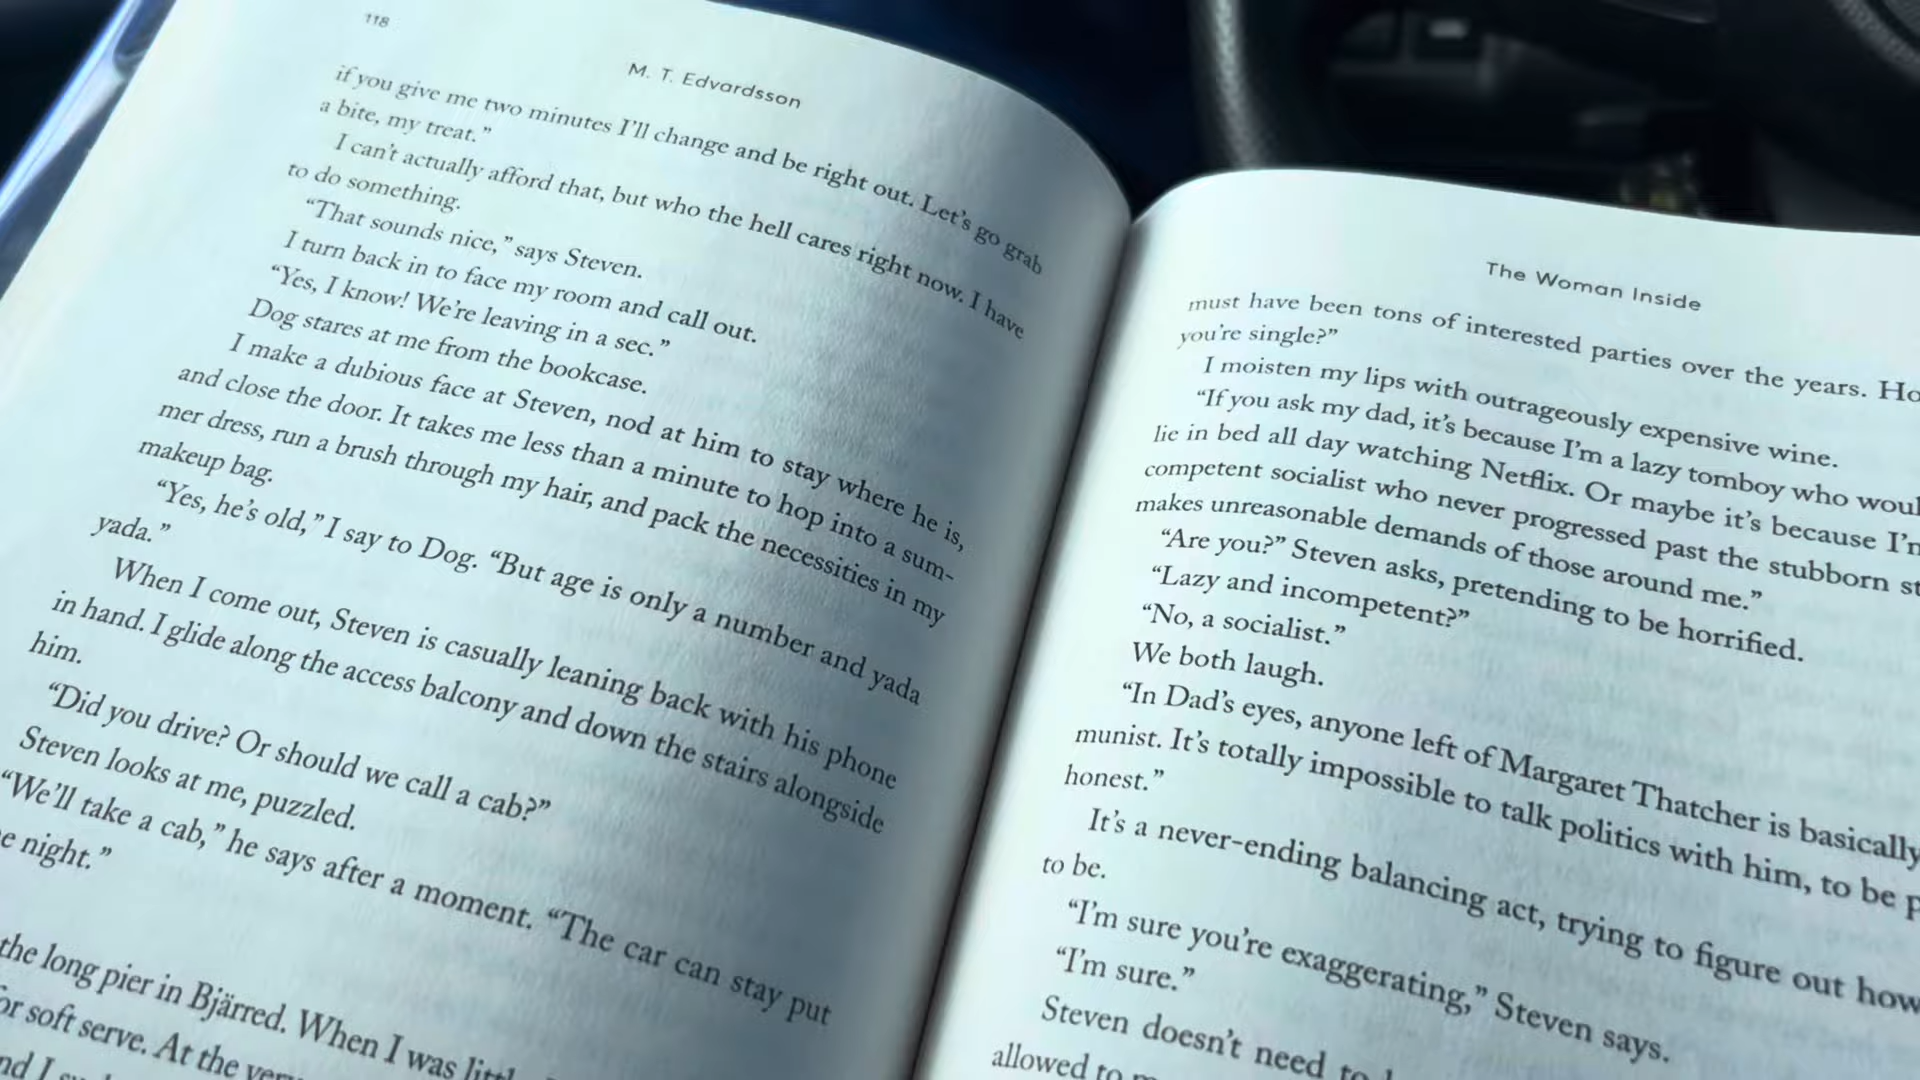 118
M. T. Edvardsson
if you give me two minutes I'll change and be right out. Let's go grab
a bite, my treat.”
I can't actually afford that, but who the hell cares right now. I have
to do something.
“That sounds nice,” says Steven.
I turn back in to face my room and call out.
“Yes, I know! We're leaving in a sec.”
Dog stares at me from the bookcase.
I make a dubious face at Steven, nod at him to stay where he is,
and close the door. It takes me less than a minute to hop into a sum-
mer dress, run a brush through my hair, and pack the necessities in my
makeup bag.
“Yes, he's old,” I say to Dog. “But age is only a number and yada
yada.”
When I come out, Steven is casually leaning back with his phone
in hand. I glide along the access balcony and down the stairs alongside
him.
“Did you drive? Or should we call a cab?”
Steven looks at me, puzzled.
“We'll take a cab,” he says after a moment. “The car can stay put
night.”
the long pier in Bjärred. When I was
soft serve. At the
I
The Woman Inside
must have been tons of interested parties over the years.
you're single?”
I moisten my lips with outrageously expensive wine.
“If you ask my dad, it's because I'm a lazy tomboy who
lie in bed all day watching Netflix. Or maybe it's because
competent socialist who never progressed past the stubborn
makes unreasonable demands of those around me.”
“Are you?” Steven asks, pretending to be horrified.
“Lazy and incompetent?”
“No, a socialist.”
We both laugh.
“In Dad's eyes, anyone left of Margaret Thatcher is basically
munist. It's totally impossible to talk politics with him, to be
honest.”
It's a never-ending balancing act, trying to figure out how
to be.
“I'm sure you're exaggerating,” Steven says.
“I'm sure.”
Steven doesn't need to
allowed to